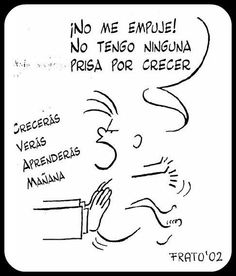 ¡NO ME EMPUJE!
NO TENGO NINGUNA
PRISA POR CRECER
CRECERÁS
VERÁS
APRENDERÁS
MAÑANA
FRATO'02